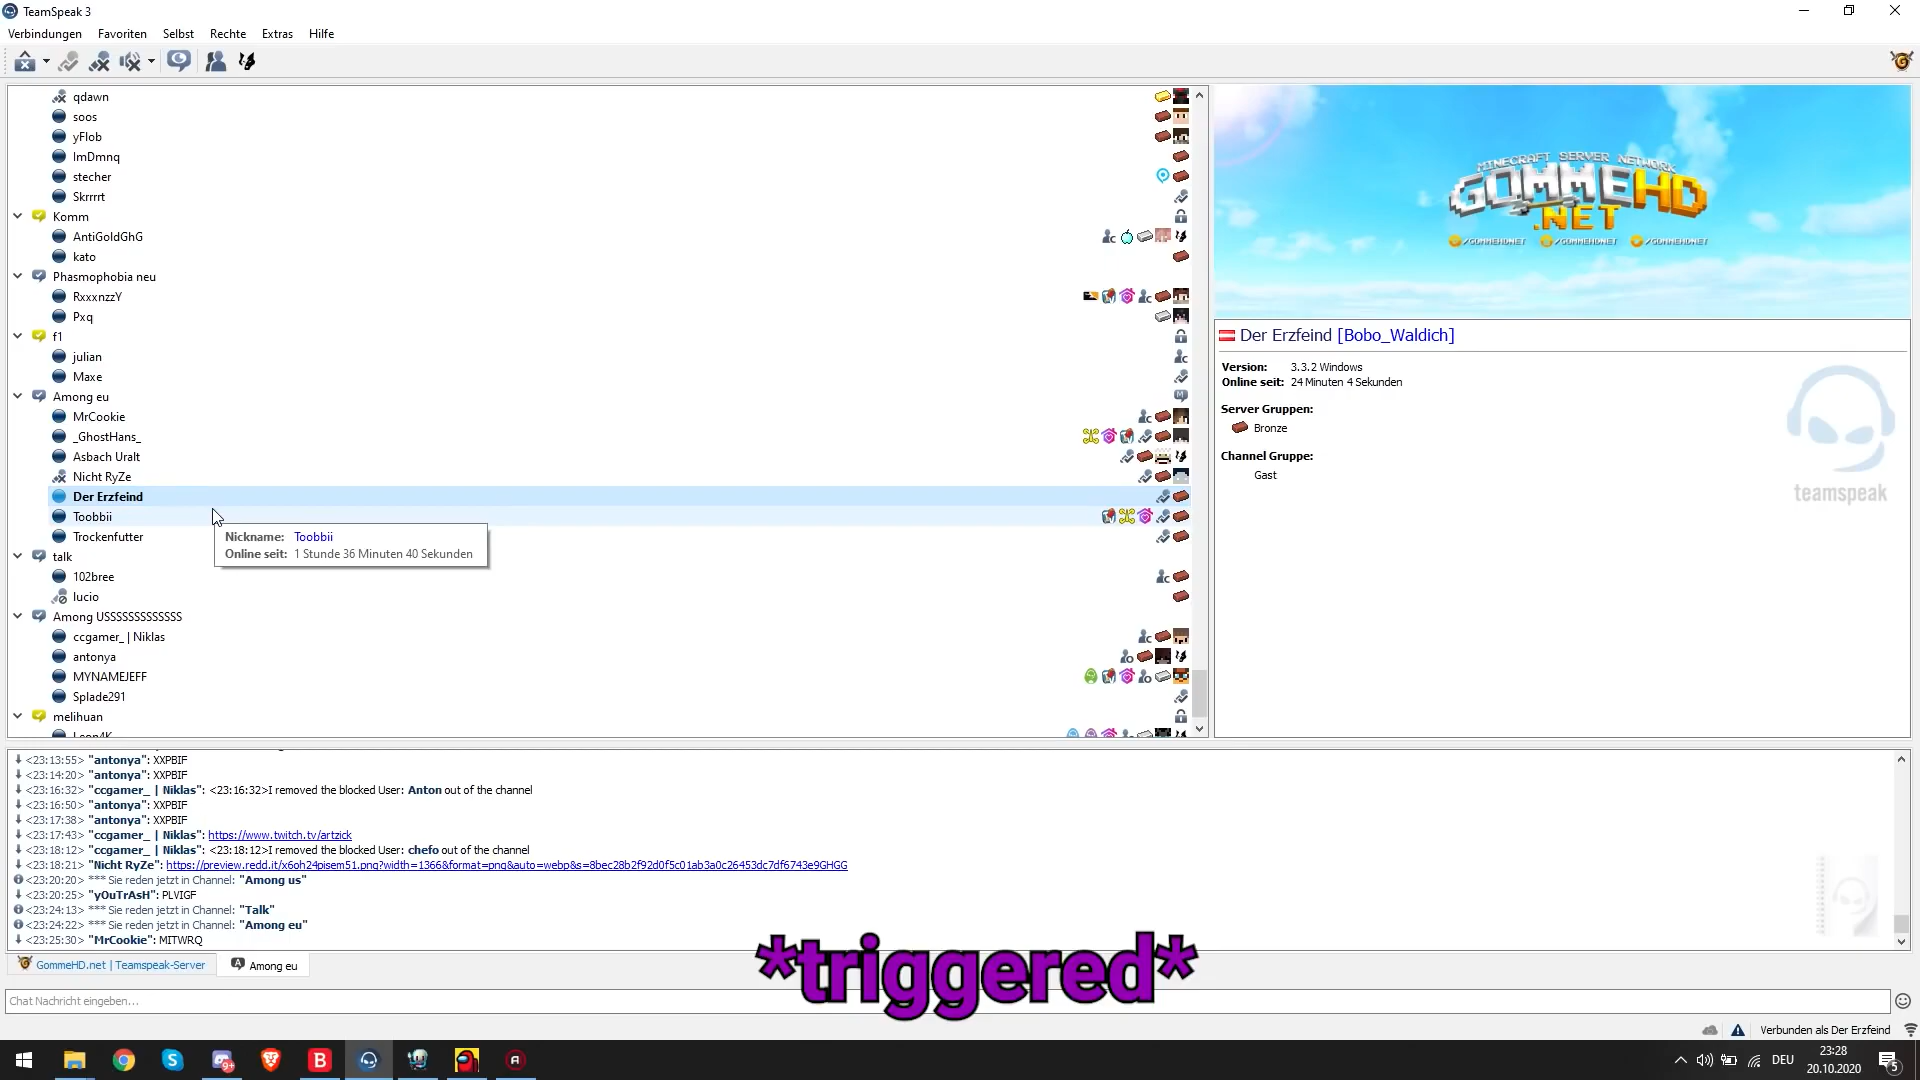 TeamSpeak 3
Verbindungen Favoriten Selbst Rechte Extras Hilfe
qdawn
soos
yFlob
ImDmnq
stecher
Skrrrrt
Komm
AntiGoldGhG
kato
Phasmophobia neu
RxxxnzzY
Pxq
f1
julian
Maxe
Among eu
MrCookie
_GhostHans_
Asbach Uralt
Nicht RyZe
Der Erzfeind
Toobbii
Trockenfutter
Nickname: Toobbii
Online seit: 1 Stunde 36 Minuten 40 Sekunden
talk
102bree
lucio
Among USSSSSSSSSSSSS
ccgamer_ | Niklas
antonya
MYNAMEJEFF
Splade291
melihuan
Leon4K
MINECRAFT SERVER NETWORK
GOMMEHD
.NET
/GOMMEHDNET /GOMMEHDNET /GOMMEHDNET
Der Erzfeind [Bobo_Waldich]
Version: 3.3.2 Windows
Online seit: 24 Minuten 4 Sekunden
Server Gruppen:
Bronze
Channel Gruppe:
Gast
teamspeak
<23:13:55> "antonya": XXPBIF
<23:14:20> "antonya": XXPBIF
<23:16:32> "ccgamer_ | Niklas": <23:16:32>I removed the blocked User: Anton out of the channel
<23:16:50> "antonya": XXPBIF
<23:17:38> "antonya": XXPBIF
<23:17:43> "ccgamer_ | Niklas": https://www.twitch.tv/artzick
<23:18:12> "ccgamer_ | Niklas": <23:18:12>I removed the blocked User: chefo out of the channel
<23:18:21> "Nicht RyZe": https://preview.redd.it/x6oh24pisem51.png?width=1366&format=png&auto=webp&s=8bec28b2f92d0f5c01ab3a0c26453dc7df6743e9GHGG
<23:20:20> *** Sie reden jetzt in Channel: "Among us"
<23:20:25> "yOuTrAsH": PLVIGF
<23:24:13> *** Sie reden jetzt in Channel: "Talk"
<23:24:22> *** Sie reden jetzt in Channel: "Among eu"
<23:25:30> "MrCookie": MITWRQ
GommeHD.net | Teamspeak-Server Among eu
*triggered*
Chat Nachricht eingeben...
Verbunden als Der Erzfeind
9+
DEU
23:28
20.10.2020
5